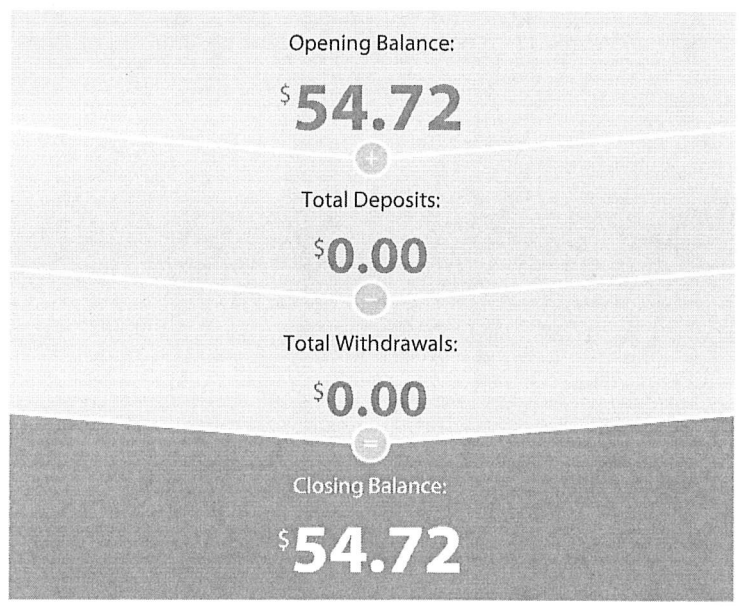 Opening Balance:
$54.72
+
Total Deposits:
$0.00
−
Total Withdrawals:
$0.00
=
Closing Balance:
$54.72